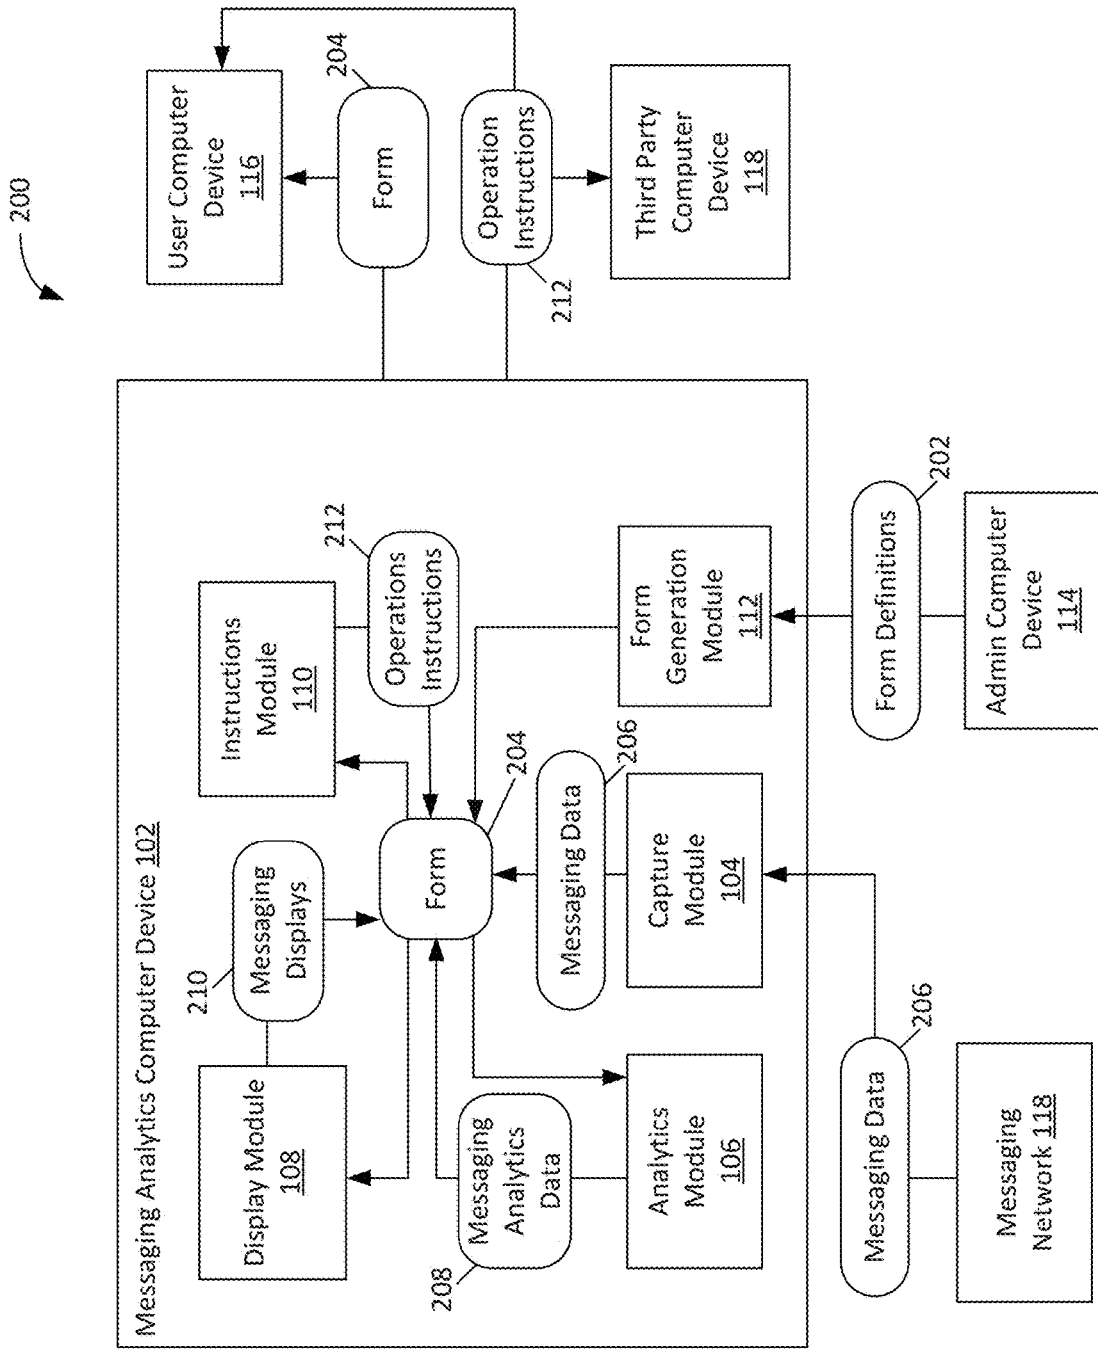 200
Messaging Analytics Computer Device 102
Display Module
108
210
Messaging
Displays
Instructions
Module
110
212
Operations
Instructions
Form
204
208
Messaging
Analytics
Data
Messaging Data
206
Analytics
Module
106
Capture
Module
104
Form
Generation
Module
112
User Computer
Device
116
Form
204
Operation
Instructions
212
Third Party
Computer
Device
118
Messaging Data
206
Messaging
Network 118
Form Definitions
202
Admin Computer
Device
114